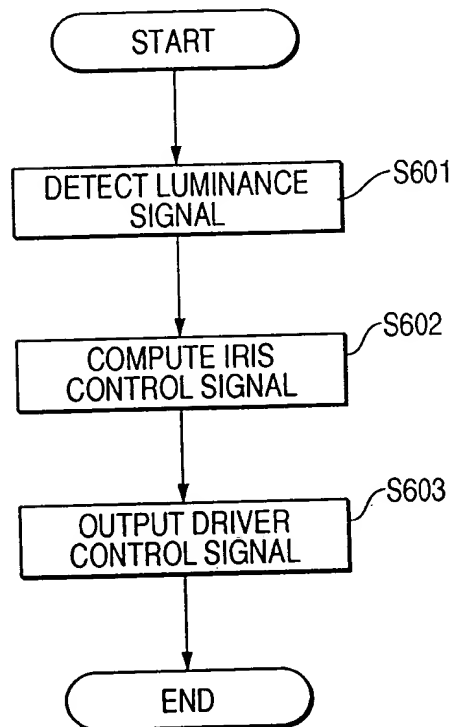 START
DETECT LUMINANCE
SIGNAL
S601
COMPUTE IRIS
CONTROL SIGNAL
S602
OUTPUT DRIVER
CONTROL SIGNAL
S603
END